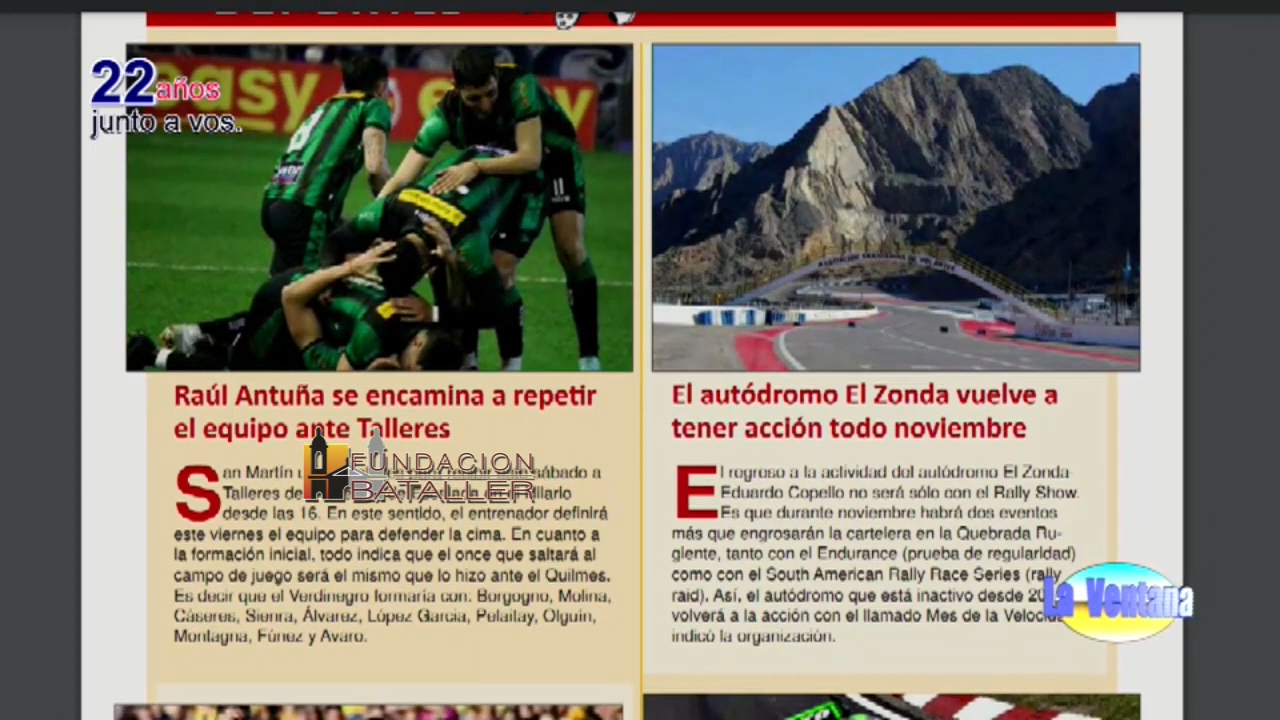 22 años
junto a vos.
easy
Raúl Antuña se encamina a repetir
el equipo ante Talleres
San Martín
sábado a
Talleres de
Hilario
desde las 16. En este sentido, el entrenador definirá
este viernes el equipo para defender la cima. En cuanto a
la formación inicial, todo indica que el once que saltará al
campo de juego será el mismo que lo hizo ante el Quilmes.
Es decir que el Verdinegro formaría con: Borgogno, Molina,
Cáseres, Sienra, Álvarez, López García, Pelaitay, Olguín,
Montagna, Fúnez y Avaro.
FUNDACION
BATALLER
El autódromo El Zonda vuelve a
tener acción todo noviembre
El regreso a la actividad del autódromo El Zonda-
Eduardo Copello no será sólo con el Rally Show.
Es que durante noviembre habrá dos eventos
más que engrosarán la cartelera en la Quebrada Ru-
giente, tanto con el Endurance (prueba de regularidad)
como con el South American Rally Race Series (rally
raid). Así, el autódromo que está inactivo desde
volverá a la acción con el llamado Mes de la
indicó la organización.
La Ventana